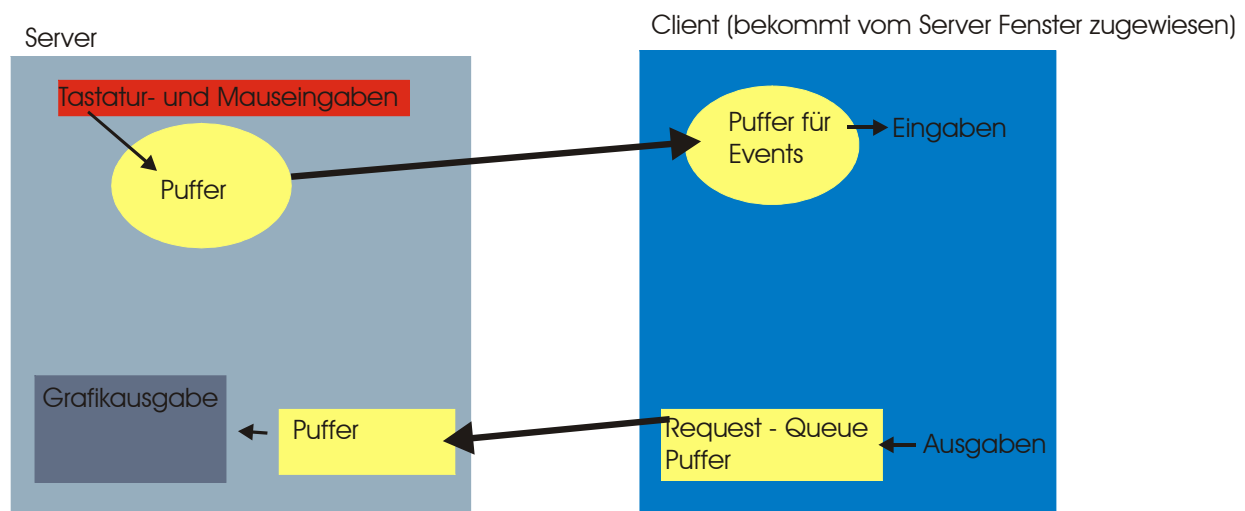 Server
Client (bekommt vom Server Fenster zugewiesen)
Tastatur- und Mauseingaben
Puffer
Puffer für
Events
Eingaben
Grafikausgabe
Puffer
Request - Queue
Puffer
Ausgaben